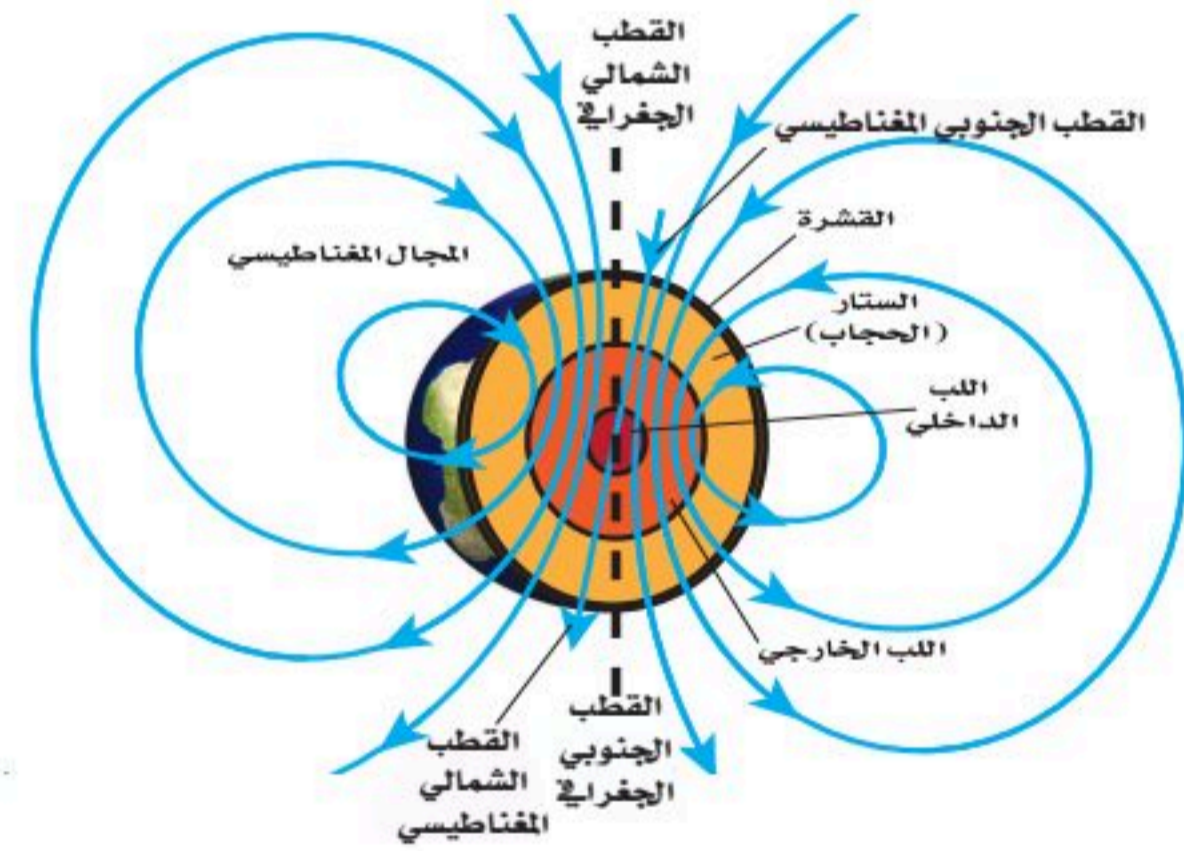 القطب
الشمالي
الجغرافي
القطب الجنوبي المغناطيسي
القشرة
المجال المغناطيسي
الستار
(الحجاب)
اللب
الداخلي
اللب الخارجي
القطب
الجنوبي
الجغرافي
القطب
الشمالي
المغناطيسي